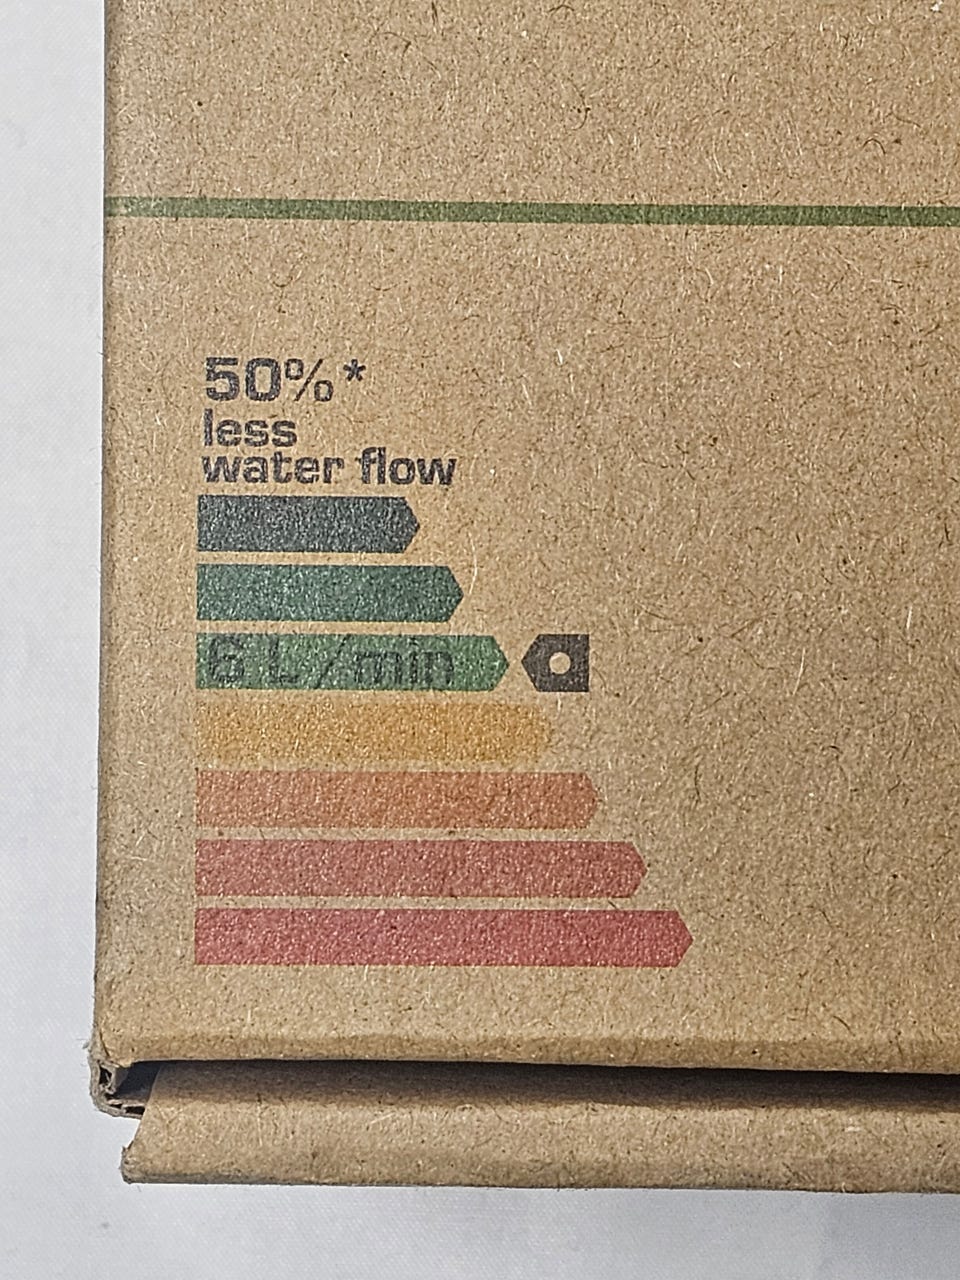 50%*
less
water flow
6 L/min